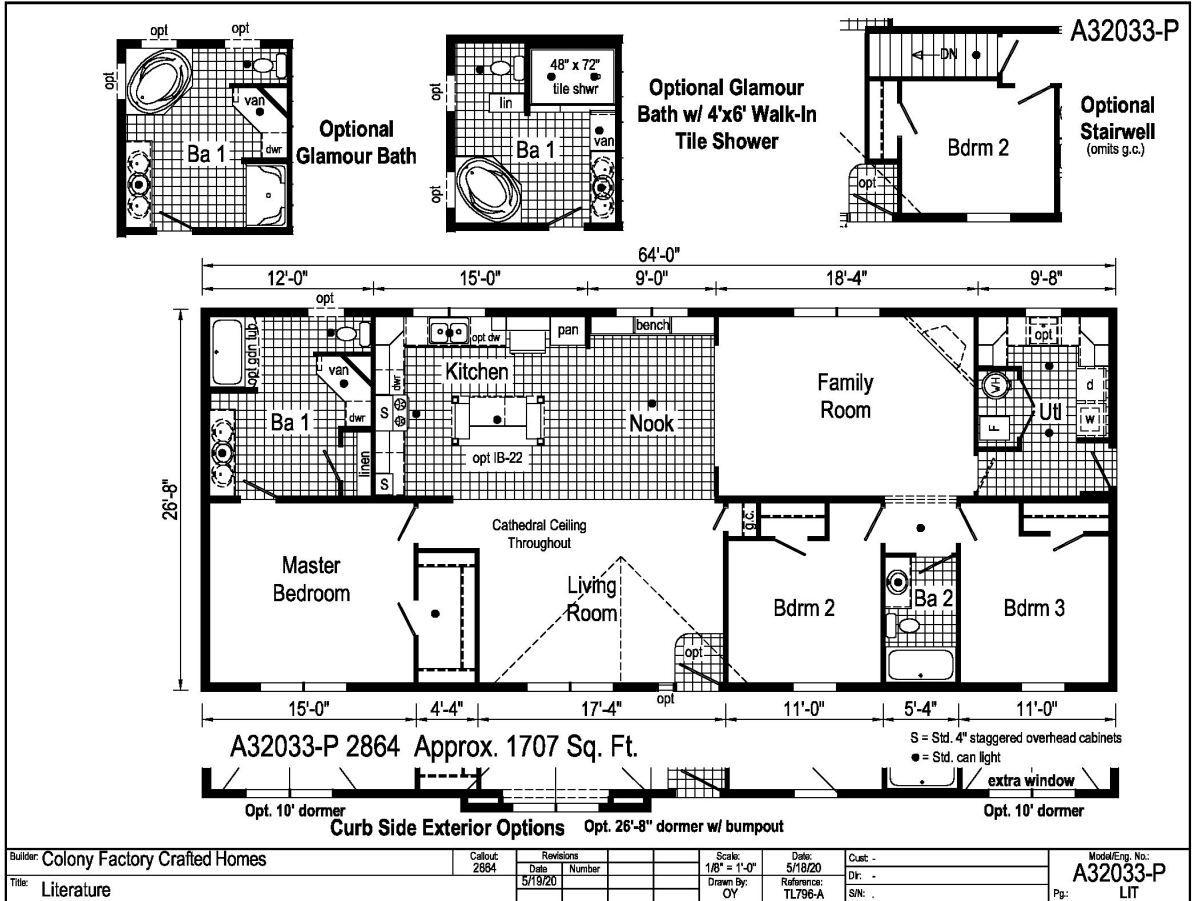 A32033-P
opt
opt
opt
van
dwr
Ba 1
Optional
Glamour Bath
48" x 72"
tile shwr
lin
opt
opt
van
Ba 1
Optional Glamour
Bath w/ 4'x6' Walk-In
Tile Shower
DN
Bdrm 2
opt
Optional
Stairwell
(omits g.c.)
64'-0"
12'-0"
15'-0"
9'-0"
18'-4"
9'-8"
26'-8"
opt
opt gdn tub
van
dwr
Ba 1
linen
opt dw
pan
bench
dwr
Kitchen
S
S
opt IB-22
Nook
Family
Room
opt
WH
F
Utl
d
w
Master
Bedroom
Cathedral Ceiling
Throughout
Living
Room
opt
opt
g.c.
Bdrm 2
Ba 2
Bdrm 3
15'-0"
4'-4"
17'-4"
11'-0"
5'-4"
11'-0"
A32033-P 2864 Approx. 1707 Sq. Ft.
S = Std. 4" staggered overhead cabinets
● = Std. can light
extra window
Opt. 10' dormer
Curb Side Exterior Options
Opt. 26'-8" dormer w/ bumpout
Opt. 10' dormer
Builder: Colony Factory Crafted Homes
Title: Literature
Callout:
2864
Revisions
Date Number
5/19/20
Scale:
1/8" = 1'-0"
Drawn By:
OY
Date:
5/18/20
Reference:
TL796-A
Cust: -
Dir: -
S/N: .
Model/Eng. No.:
A32033-P
Pg.: LIT